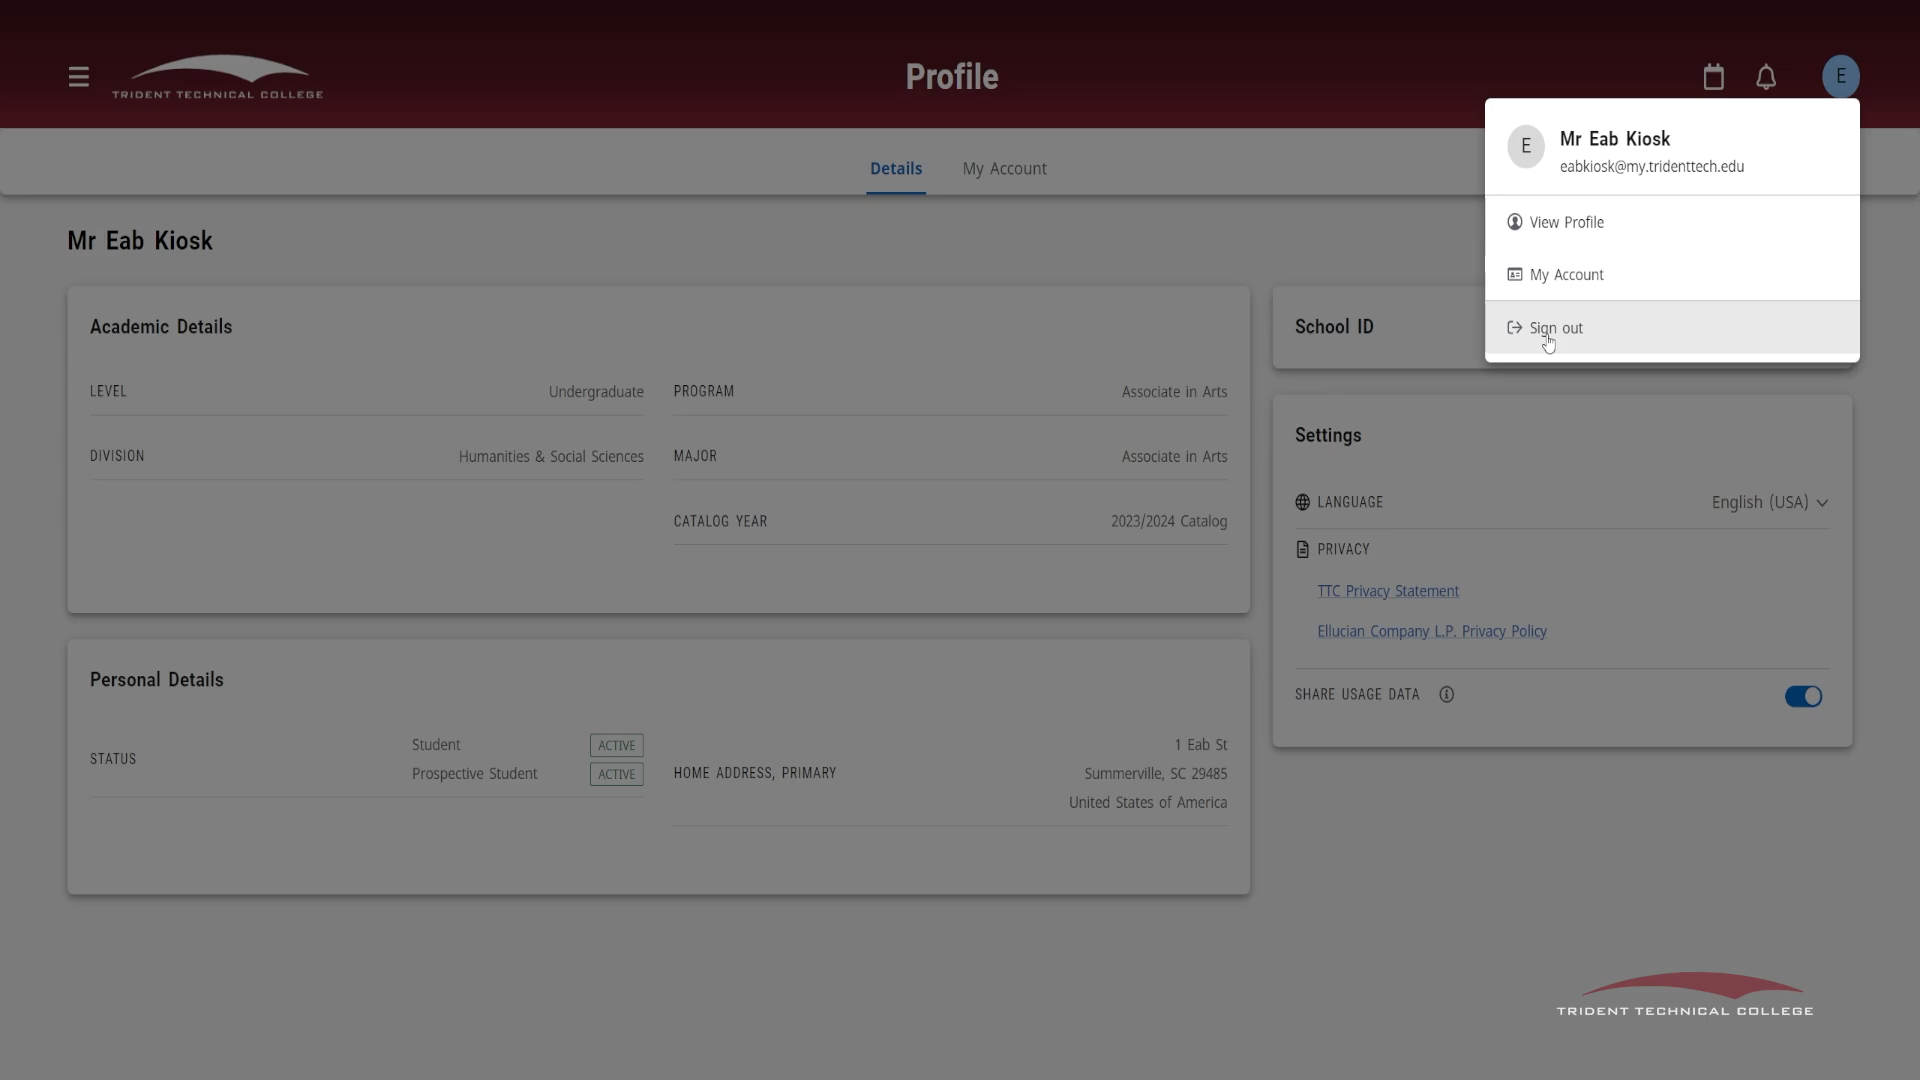 TRIDENT TECHNICAL COLLEGE
Profile
E
E
Mr Eab Kiosk
eabkiosk@my.tridenttech.edu
View Profile
My Account
Sign out
Details
My Account
Mr Eab Kiosk
Academic Details
LEVEL
Undergraduate
PROGRAM
Associate in Arts
DIVISION
Humanities & Social Sciences
MAJOR
Associate in Arts
CATALOG YEAR
2023/2024 Catalog
School ID
Settings
LANGUAGE
English (USA)
PRIVACY
TTC Privacy Statement
Ellucian Company L.P. Privacy Policy
SHARE USAGE DATA
Personal Details
STATUS
Student
ACTIVE
Prospective Student
ACTIVE
HOME ADDRESS, PRIMARY
1 Eab St
Summerville, SC 29485
United States of America
TRIDENT TECHNICAL COLLEGE